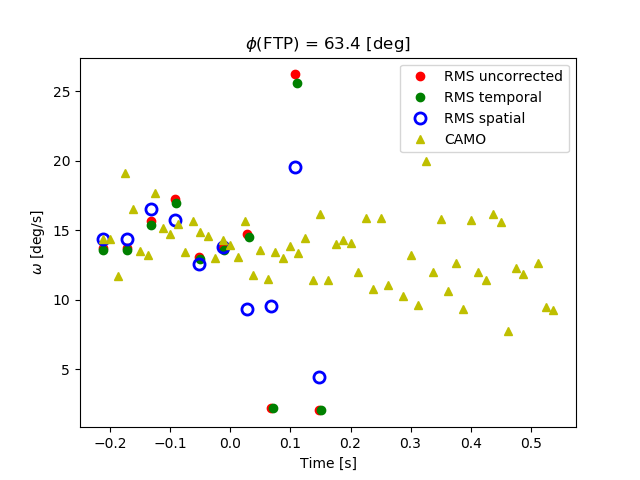 ϕ(FTP) = 63.4 [deg]
RMS uncorrected
RMS temporal
RMS spatial
CAMO
ω [deg/s]
25
20
15
10
5
−0.2 −0.1 0.0 0.1 0.2 0.3 0.4 0.5
Time [s]